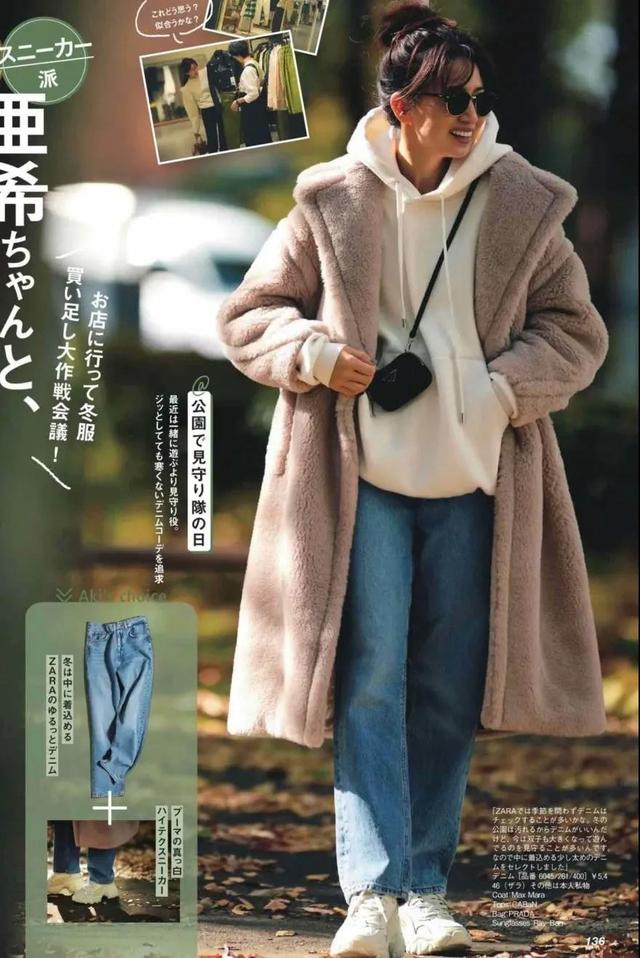 これどう思う?
似合うかな?
スニーカー
派
亜希ちゃんと、
お店に行って冬服
買い足し大作戦会議!
@
公園で見守り隊の日
最近は一緒に遊ぶより見守り役。
ジッとしてても寒くないデニムコーデを追求
Aki's choice
冬は中に着込める
ZARAのゆるっとデニム
+
プーマの真っ白
ハイテクスニーカー
「ZARAでは季節を問わずデニムは
チェックすることが多いかな。冬の
公園は汚れるからデニムがいいんだ
けど、今は双子も大きくなって遊ん
でるのを見守ることが多いんです。
なので中に着込める少し太めのデニ
ムをセレクトしました」
デニム[品番 6045/261/400]¥5,4
46(ザラ) その他は本人私物
Coat:Max Mara
Tops:CABaN
Bag:PRADA
Sunglasses:Ray-Ban
136